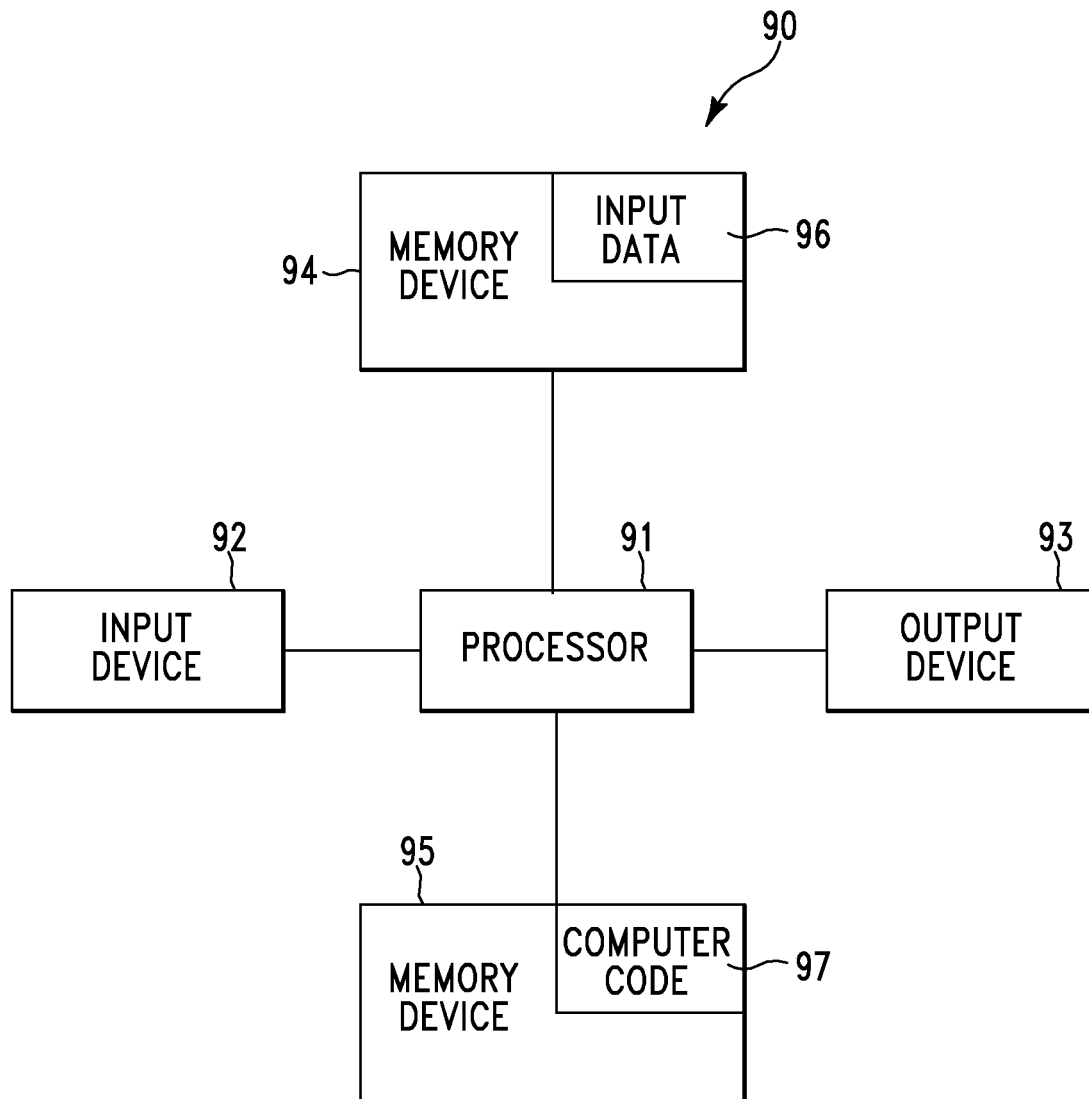 90
MEMORY
DEVICE
INPUT
DATA
96
94
92
91
93
INPUT
DEVICE
PROCESSOR
OUTPUT
DEVICE
95
MEMORY
DEVICE
COMPUTER
CODE
97